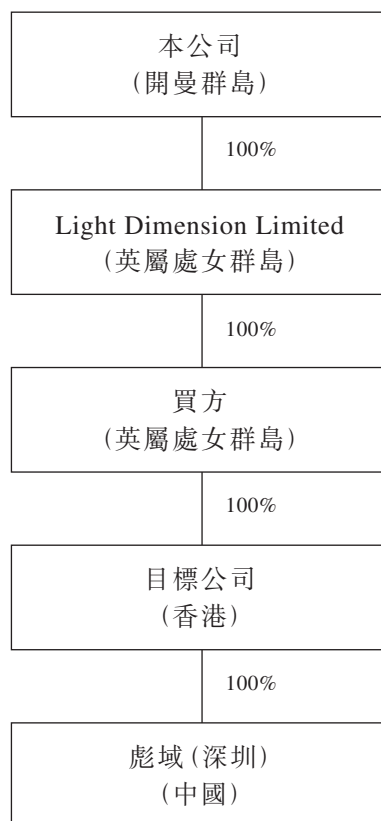 本公司
(開曼群島)
100%
Light Dimension Limited
(英屬處女群島)
100%
買方
(英屬處女群島)
100%
目標公司
(香港)
100%
彪域(深圳)
(中國)